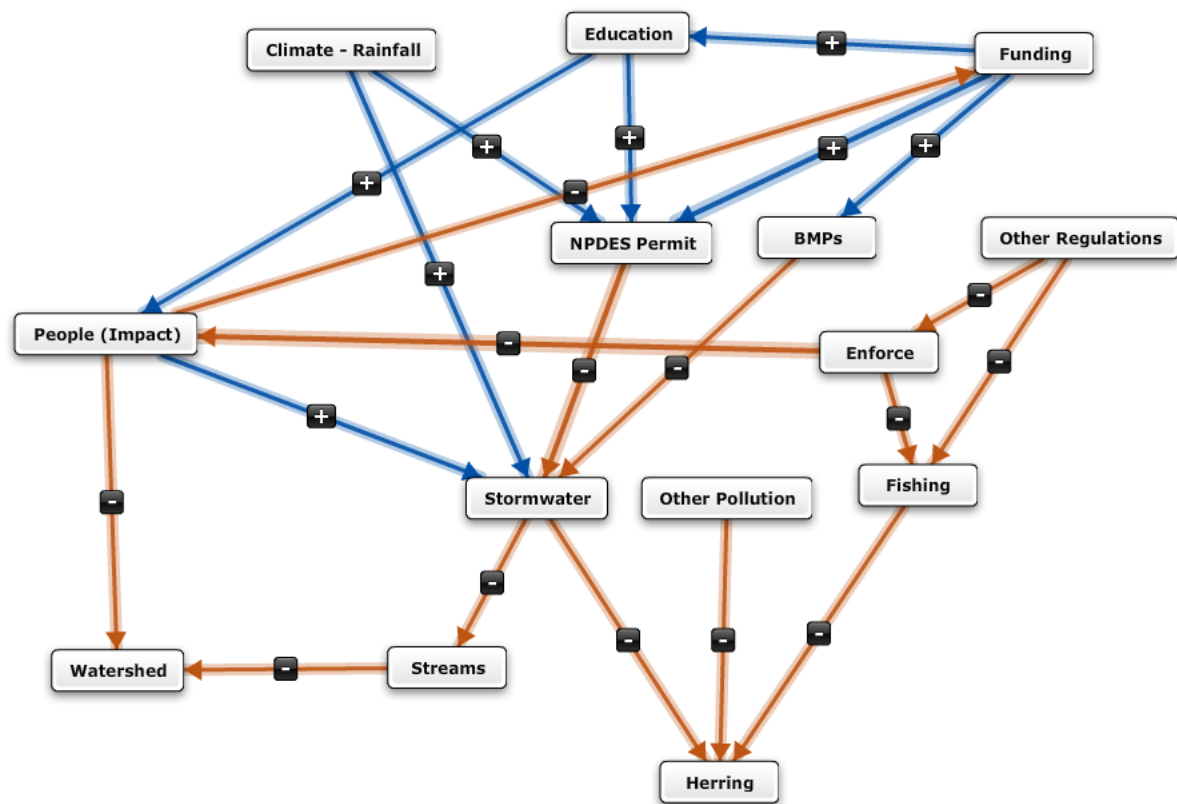 Education
Climate - Rainfall
Funding
+
+
+
+
+
+
-
NPDES Permit
BMPs
Other Regulations
+
-
People (Impact)
-
Enforce
-
-
-
+
-
Stormwater
Other Pollution
Fishing
-
-
-
-
-
Watershed
-
Streams
Herring